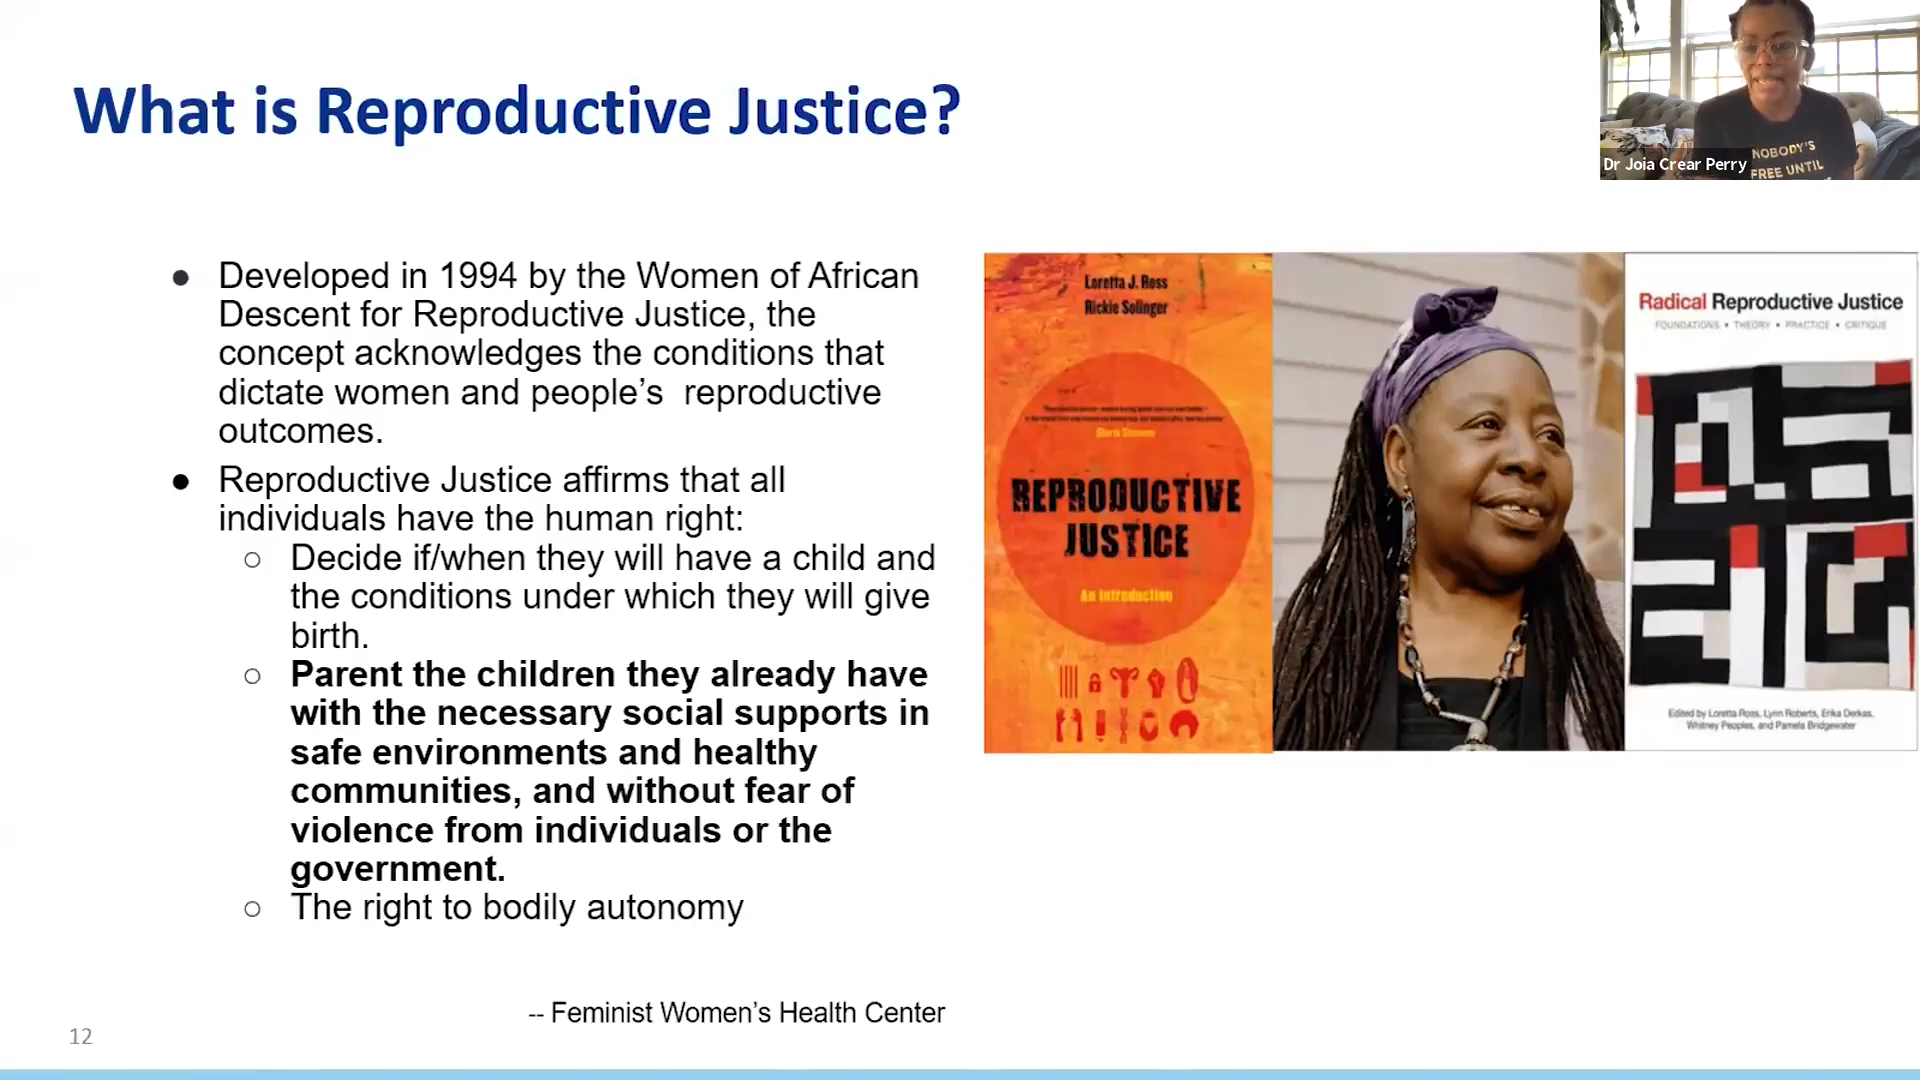 What is Reproductive Justice?
Dr Joia Crear Perry
NOBODY'S
FREE UNTIL
● Developed in 1994 by the Women of African
Descent for Reproductive Justice, the
concept acknowledges the conditions that
dictate women and people’s reproductive
outcomes.
● Reproductive Justice affirms that all
individuals have the human right:
○ Decide if/when they will have a child and
the conditions under which they will give
birth.
○ Parent the children they already have
with the necessary social supports in
safe environments and healthy
communities, and without fear of
violence from individuals or the
government.
○ The right to bodily autonomy
-- Feminist Women’s Health Center
Loretta J. Ross
Rickie Solinger
Gloria Steinem
REPRODUCTIVE
JUSTICE
An Introduction
Radical Reproductive Justice
FOUNDATIONS • THEORY • PRACTICE • CRITIQUE
Edited by Loretta Ross, Lynn Roberts, Erika Derkas,
Whitney Peoples, and Pamela Bridgewater
12